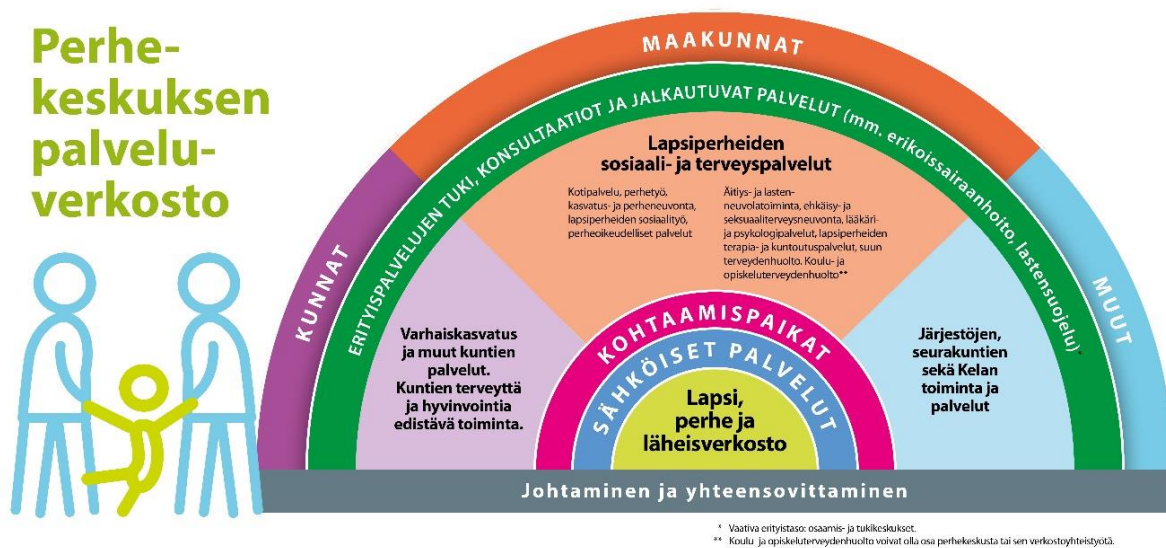 Perhe-
keskuksen
palvelu-
verkosto
MAAKUNNAT
KUNNAT
MUUT
ERITYISPALVELUJEN TUKI, KONSULTAATIOT JA JALKAUTUVAT PALVELUT (mm. erikoissairaanhoito, lastensuojelu)*
Lapsiperheiden
sosiaali- ja terveyspalvelut
Kotipalvelu, perhetyö,
kasvatus- ja perheneuvonta,
lapsiperheiden sosiaalityö,
perheoikeudelliset palvelut
Äitiys- ja lasten-
neuvolatoiminta, ehkäisy- ja
seksuaaliterveysneuvonta, lääkäri-
ja psykologipalvelut, lapsiperheiden
terapia- ja kuntoutuspalvelut, suun
terveydenhuolto. Koulu- ja
opiskeluterveydenhuolto**
Varhaiskasvatus
ja muut kuntien
palvelut.
Kuntien terveyttä
ja hyvinvointia
edistävä toiminta.
Järjestöjen,
seurakuntien
sekä Kelan
toiminta ja
palvelut
KOHTAAMISPAIKAT
SÄHKÖISET PALVELUT
Lapsi,
perhe ja
läheisverkosto
Johtaminen ja yhteensovittaminen
* Vaativa erityistaso: osaamis- ja tukikeskukset.
** Koulu- ja opiskeluterveydenhuolto voivat olla osa perhekeskusta tai sen verkostoyhteistyötä.